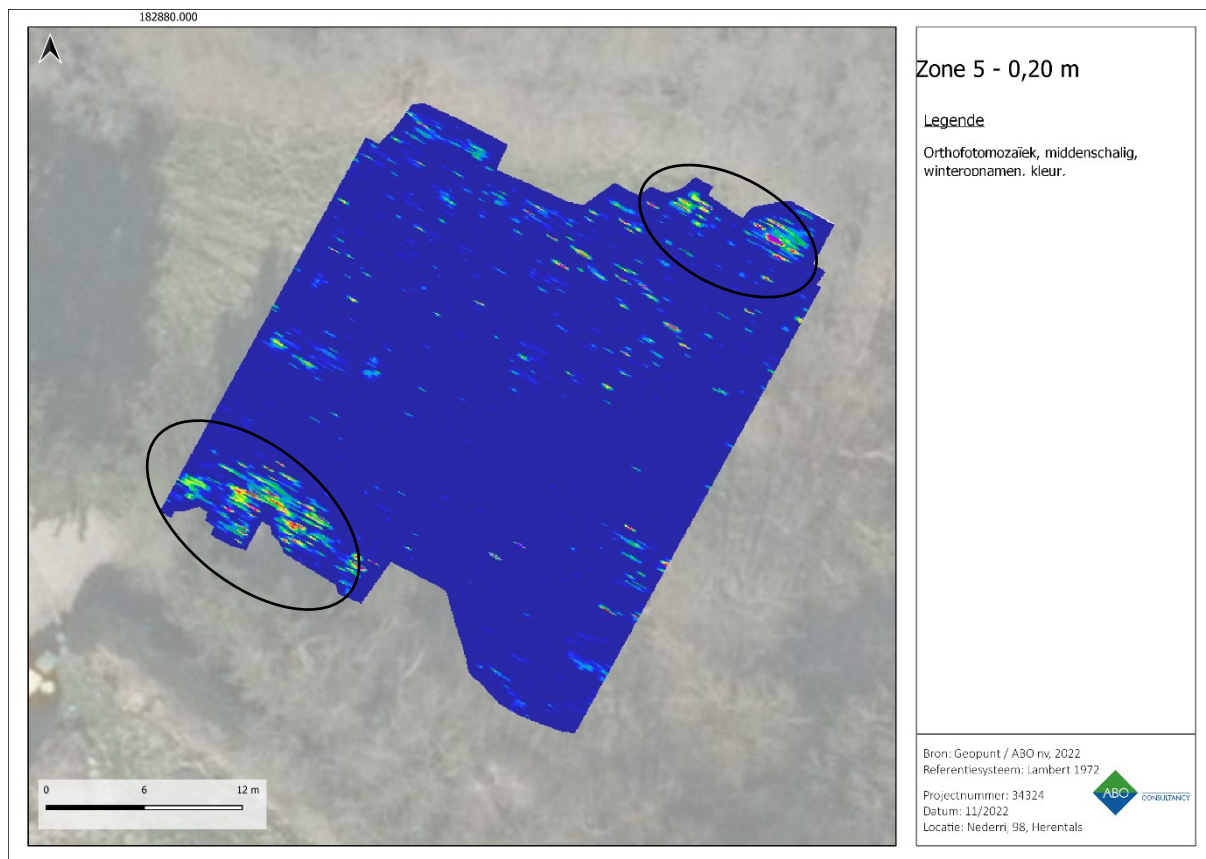 182880.000
Zone 5 - 0,20 m
Legende
Orthofotomozaïek, middenschalig,
winteropnamen, kleur.
0 6 12 m
Bron: Geopunt / ABO nv, 2022
Referentiesysteem: Lambert 1972
Projectnummer: 34324
Datum: 11/2022
Locatie: Nederrij 98, Herentals
ABO
CONSULTANCY